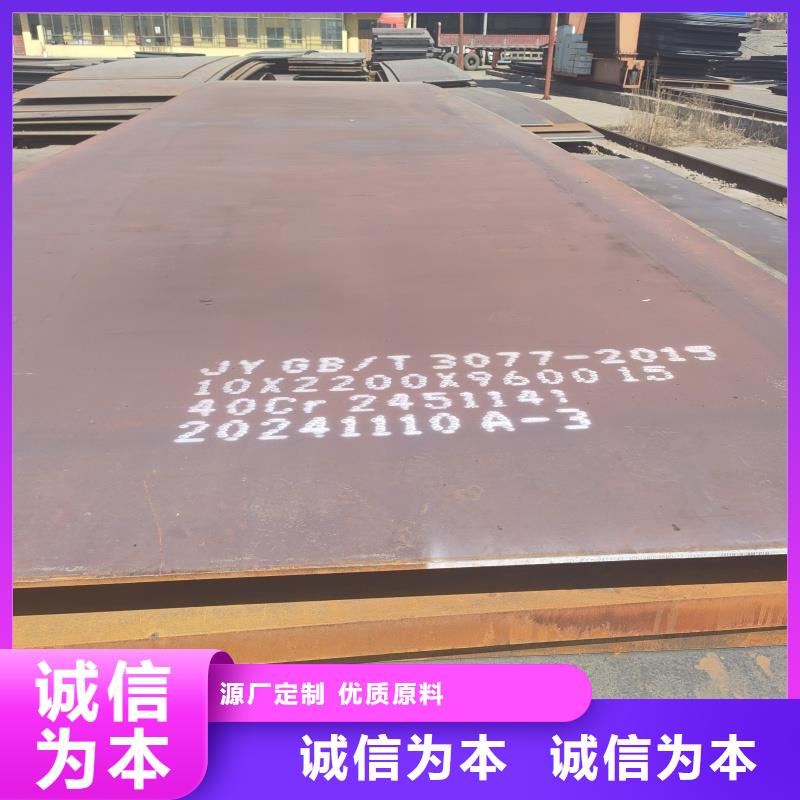 JY GB/T 3077-2015
10X2200X9600 15
40Cr 2451141
20241110 A-3
诚信
为本
源厂定制 优质原料
诚信为本 诚信为本